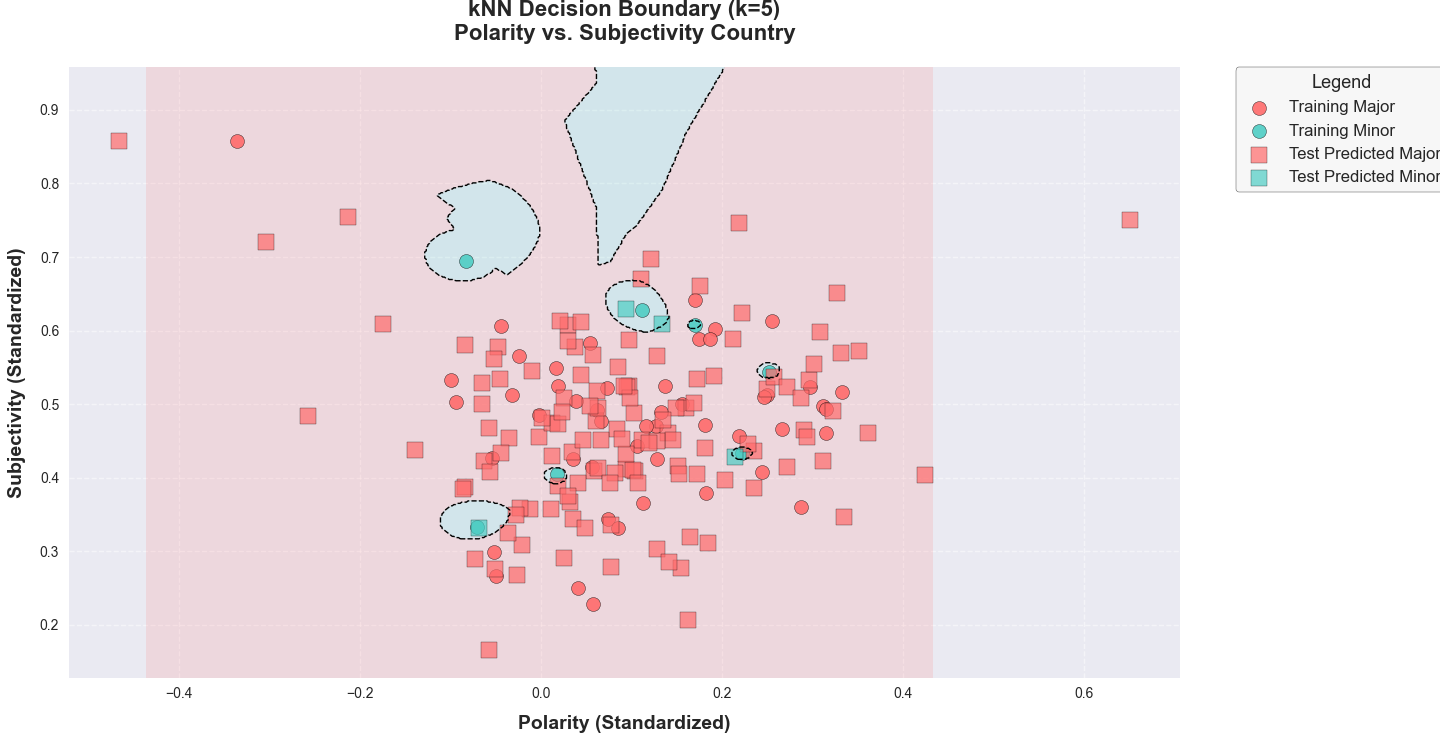 kNN Decision Boundary (k=5)
Polarity vs. Subjectivity Country
Legend
Training Major
Training Minor
Test Predicted Major
Test Predicted Minor
Subjectivity (Standardized)
0.9
0.8
0.7
0.6
0.5
0.4
0.3
0.2
−0.4
−0.2
0.0
0.2
0.4
0.6
Polarity (Standardized)